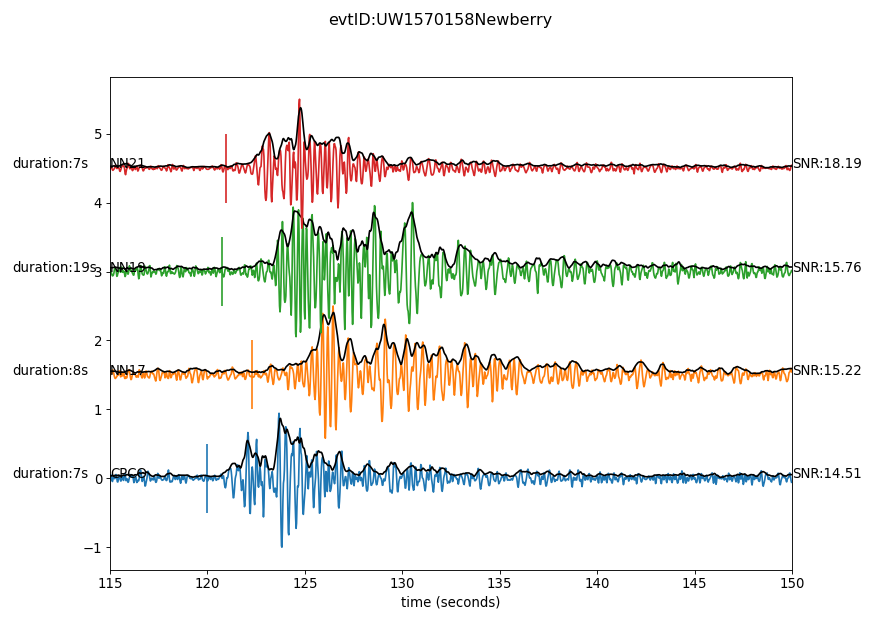 evtID:UW1570158Newberry
5
duration:7s NN21 SNR:18.19
4
duration:19s NN19 SNR:15.76
3
2
duration:8s NN17 SNR:15.22
1
duration:7s CPCO SNR:14.51
0
−1
115 120 125 130 135 140 145 150
time (seconds)